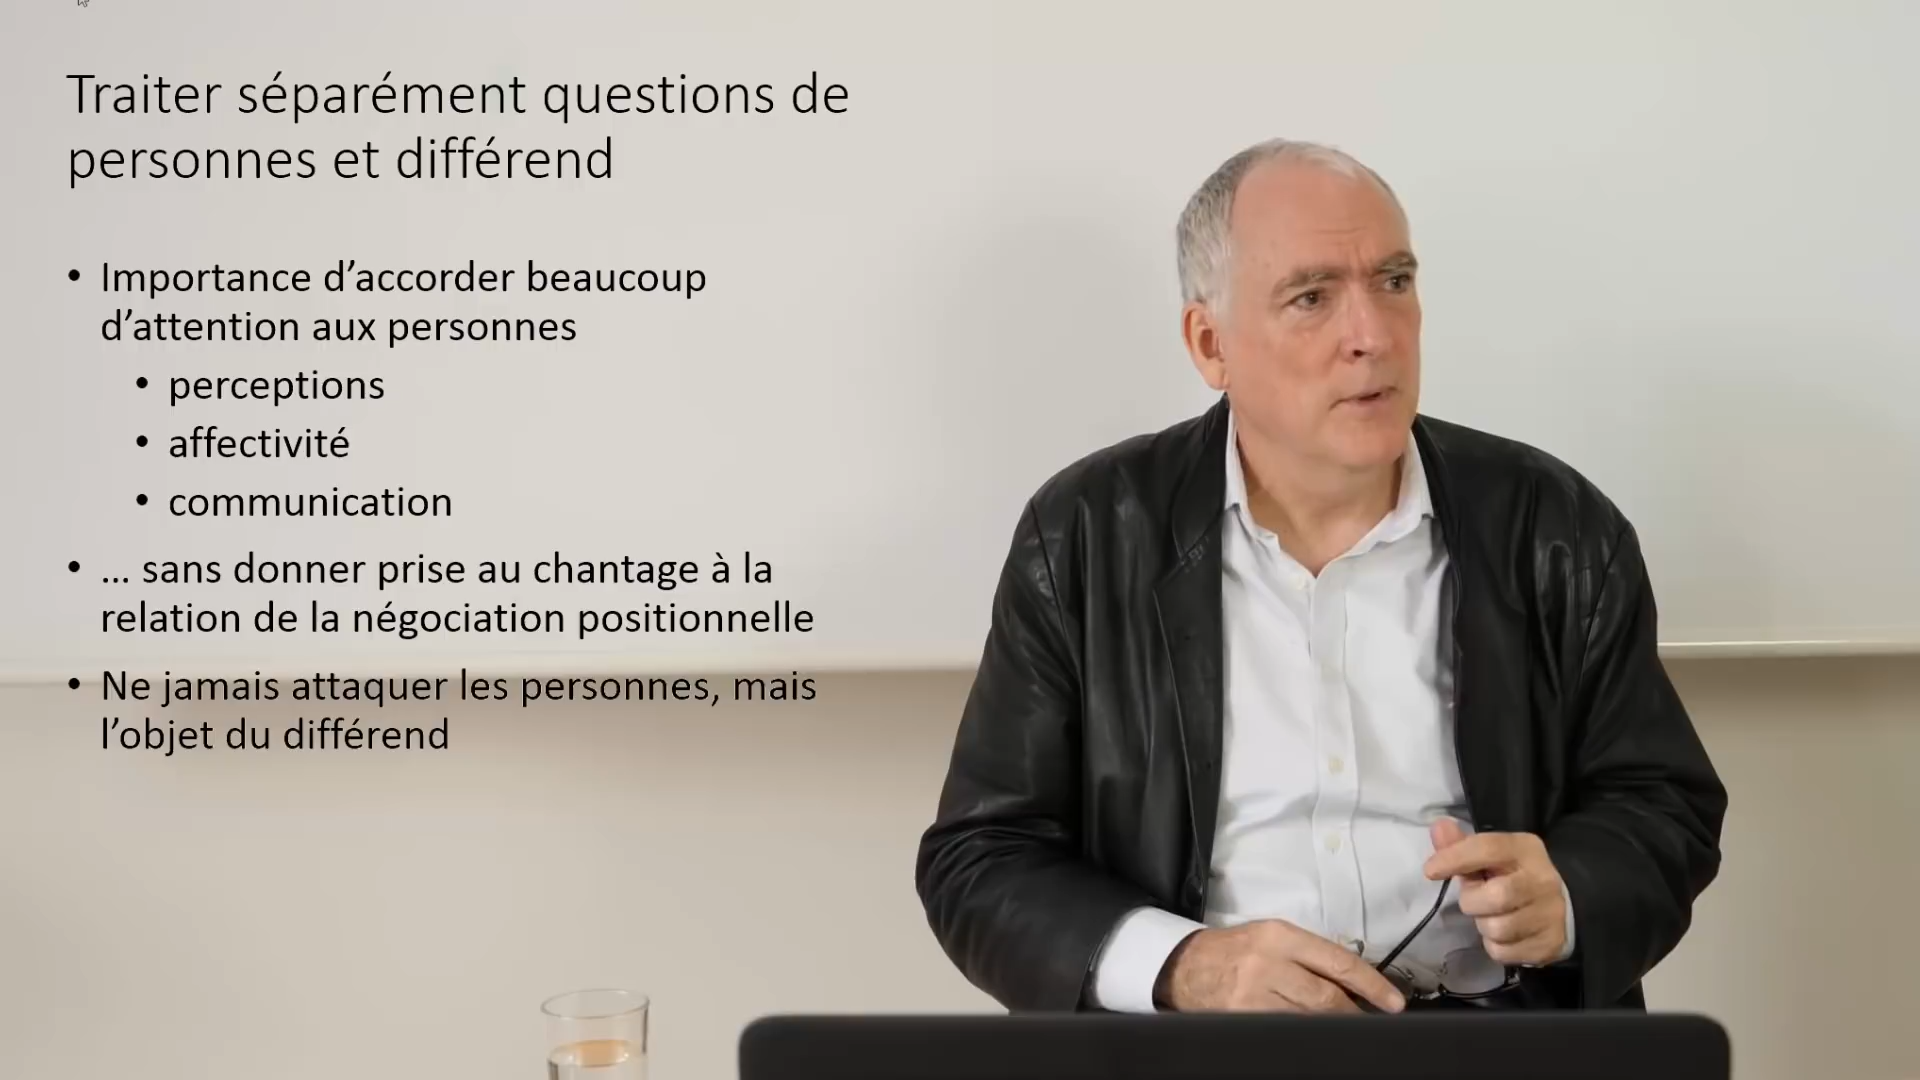 Traiter séparément questions de
personnes et différend
• Importance d’accorder beaucoup
d’attention aux personnes
• perceptions
• affectivité
• communication
• … sans donner prise au chantage à la
relation de la négociation positionnelle
• Ne jamais attaquer les personnes, mais
l’objet du différend